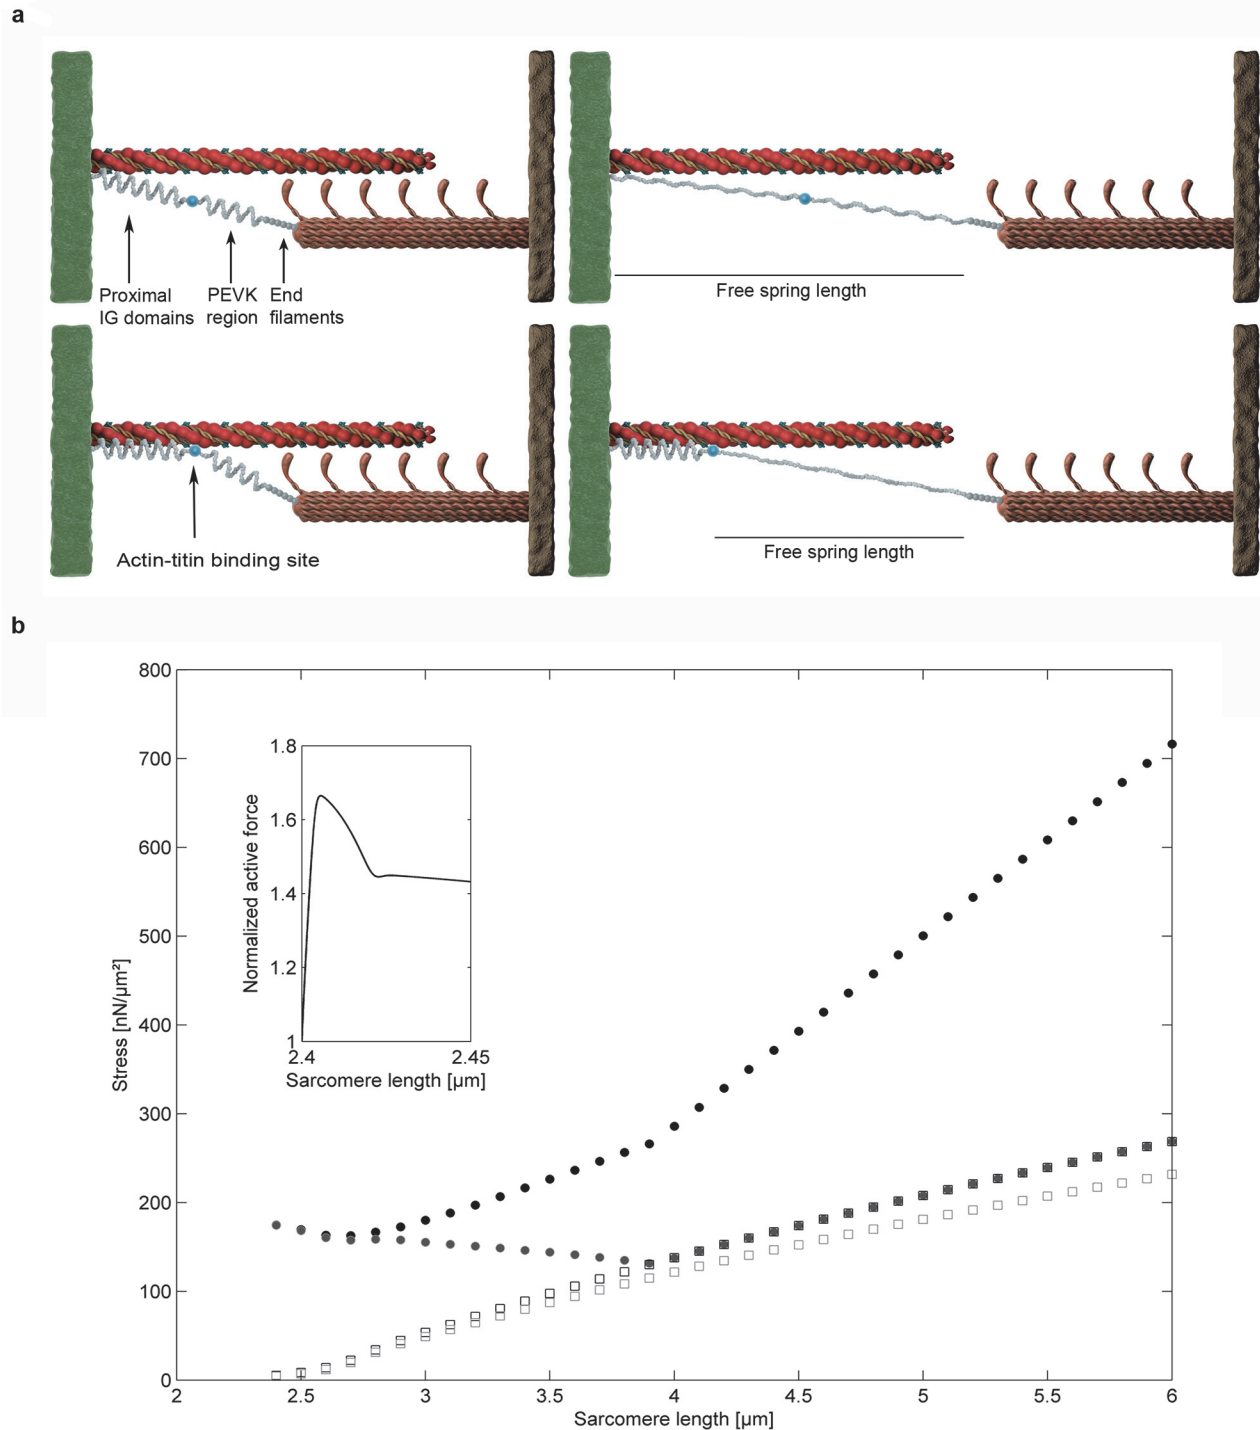 a
Proximal
IG domains
PEVK
region
End
filaments
Free spring length
Actin-titin binding site
Free spring length
b
800
700
600
500
400
300
200
100
0
Stress [nN/µm²]
2
2.5
3
3.5
4
4.5
5
5.5
6
Sarcomere length [µm]
1.8
1.6
1.4
1.2
1
Normalized active force
2.4
2.45
Sarcomere length [µm]